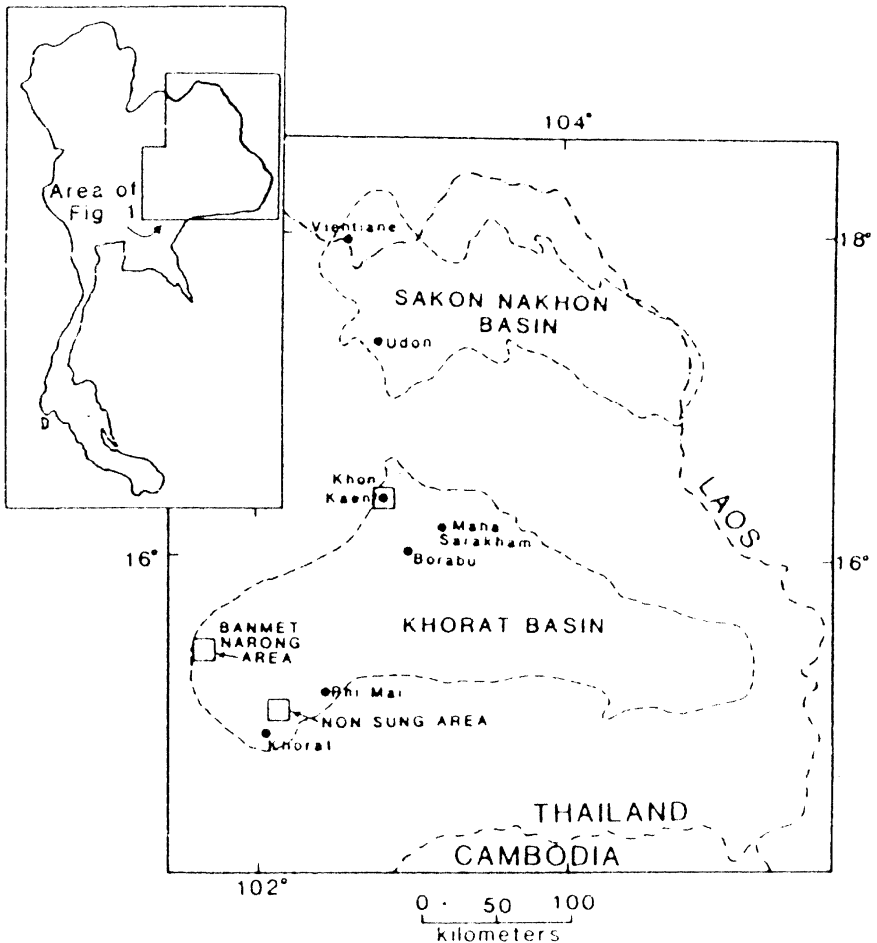 Area of
Fig 1
104°
Vientiane
18°
SAKON NAKHON
BASIN
Udon
Khon
Kaen
Maha
Sarakham
Borabu
LAOS
16°
16°
KHORAT BASIN
BANMET
NARONG
AREA
Phi Mai
NON SUNG AREA
Khorat
THAILAND
CAMBODIA
102°
0 50 100
kilometers